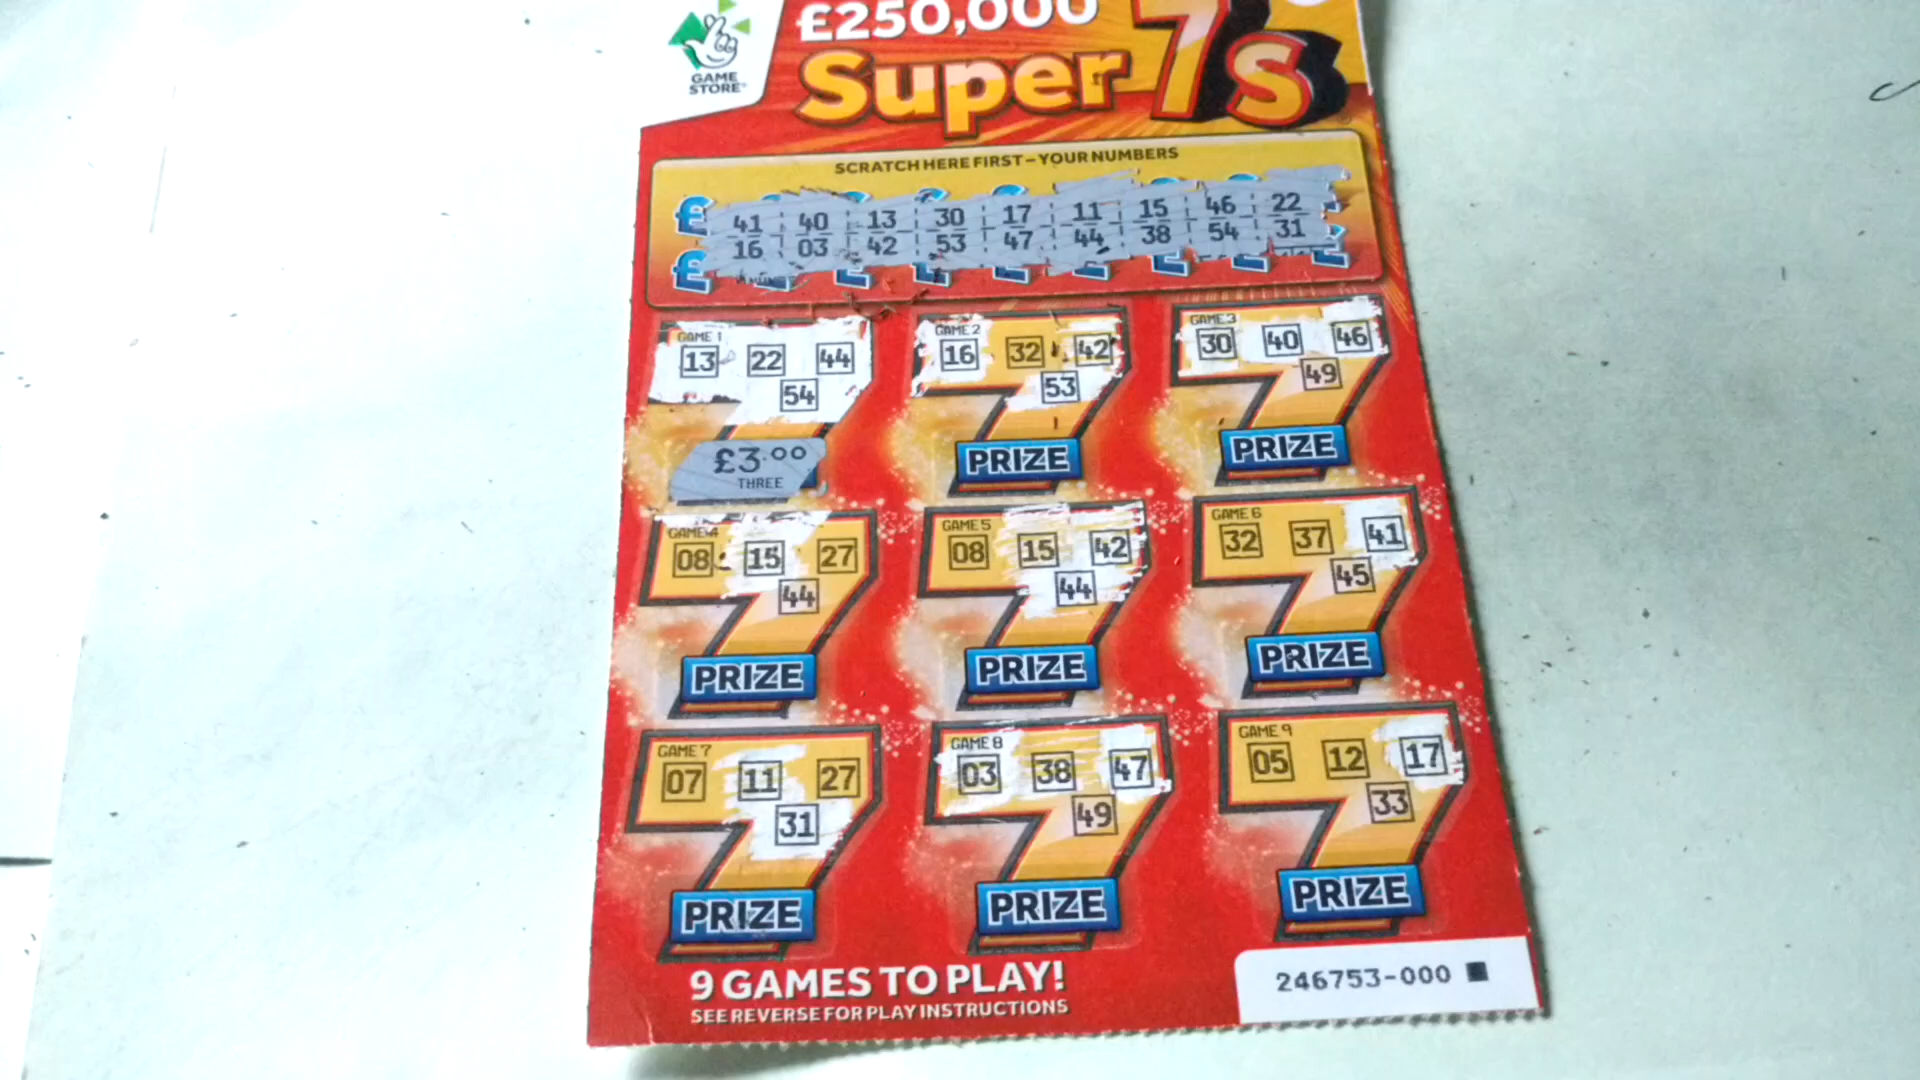 GAME
STORE
£250,000
Super 7s
SCRATCH HERE FIRST – YOUR NUMBERS
41 40 13 30 17 11 15 46 22
16 03 42 53 47 44 38 54 31
GAME 1
13 22 44
54
£3.00
THREE
GAME 2
16 32 42
53
PRIZE
GAME 3
30 40 46
49
PRIZE
GAME 4
08 15 27
44
PRIZE
GAME 5
08 15 42
44
PRIZE
GAME 6
32 37 41
45
PRIZE
GAME 7
07 11 27
31
PRIZE
GAME 8
03 38 47
49
PRIZE
GAME 9
05 12 17
33
PRIZE
9 GAMES TO PLAY!
SEE REVERSE FOR PLAY INSTRUCTIONS
246753-000